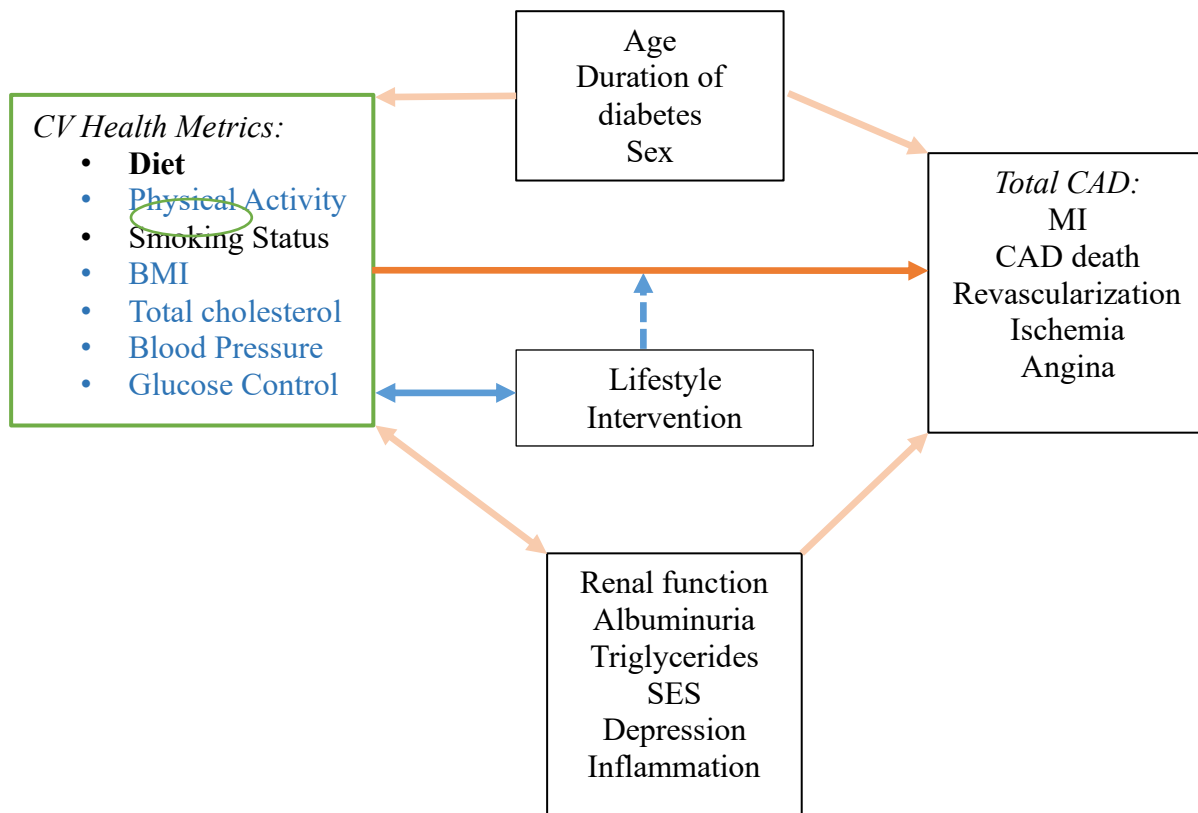 Age
Duration of
diabetes
Sex
CV Health Metrics:
• Diet
• Physical Activity
• Smoking Status
• BMI
• Total cholesterol
• Blood Pressure
• Glucose Control
Total CAD:
MI
CAD death
Revascularization
Ischemia
Angina
Lifestyle
Intervention
Renal function
Albuminuria
Triglycerides
SES
Depression
Inflammation